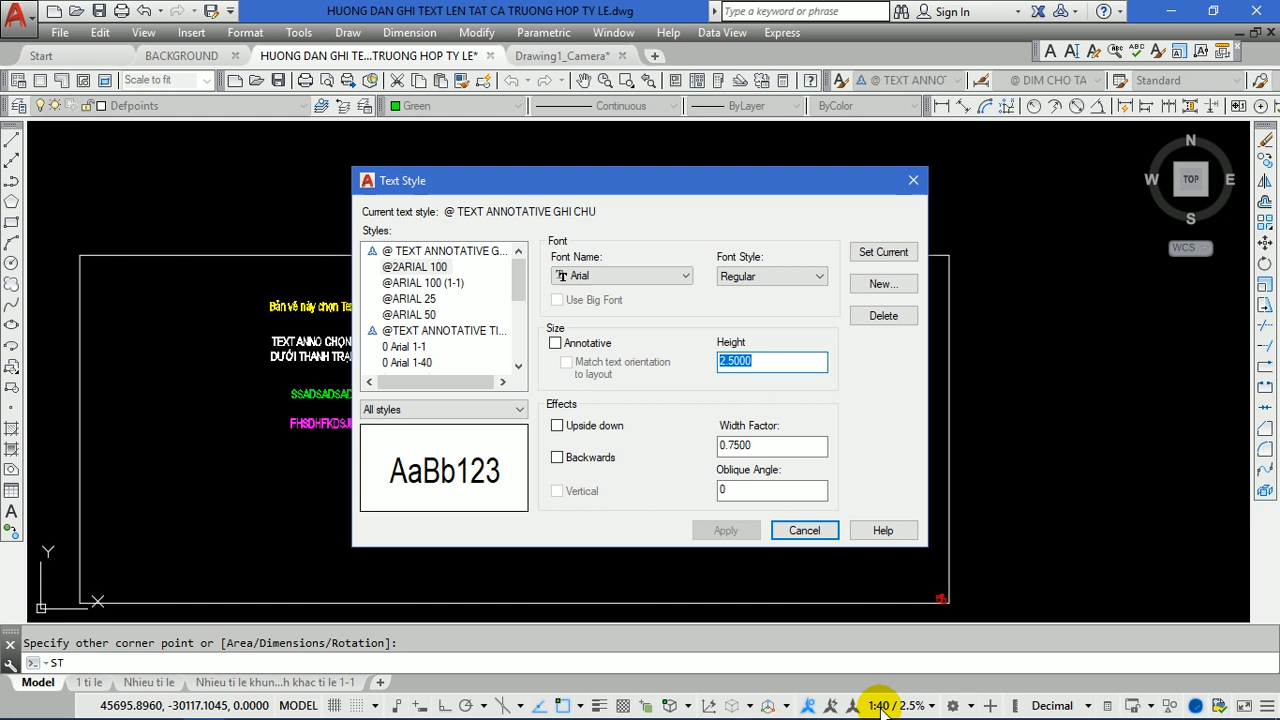 HUONG DAN GHI TEXT LEN TAT CA TRUONG HOP TY LE.dwg
Type a keyword or phrase
Sign In
File Edit View Insert Format Tools Draw Dimension Modify Parametric Window Help Data View Express
Start
BACKGROUND
HUONG DAN GHI TE...TRUONG HOP TY LE*
Drawing1_Camera*
Scale to fit
@ TEXT ANNOT
@ DIM CHO TA
Standard
Defpoints
Green
Continuous
ByLayer
ByColor
N
W
TOP
E
S
WCS
Bản vẽ này chọn
TEXT ANNO CHỌN
DƯỚI THANH
SSADSADSAD
Text Style
Current text style: @ TEXT ANNOTATIVE GHI CHU
Styles:
@ TEXT ANNOTATIVE G...
@2ARIAL 100
@ARIAL 100 (1-1)
@ARIAL 25
@ARIAL 50
@TEXT ANNOTATIVE TI...
0 Arial 1-1
0 Arial 1-40
All styles
AaBb123
Font
Font Name:
Arial
Font Style:
Regular
Use Big Font
Size
Annotative
Match text orientation
to layout
Height
2.5000
Effects
Upside down
Backwards
Vertical
Width Factor:
0.7500
Oblique Angle:
0
Set Current
New...
Delete
Apply
Cancel
Help
Y
Specify other corner point or [Area/Dimensions/Rotation]:
ST
Model
1 ti le
Nhieu ti le
Nhieu ti le khun...h khac ti le 1-1
45695.8960, -30117.1045, 0.0000 MODEL
1:40 / 2.5%
Decimal